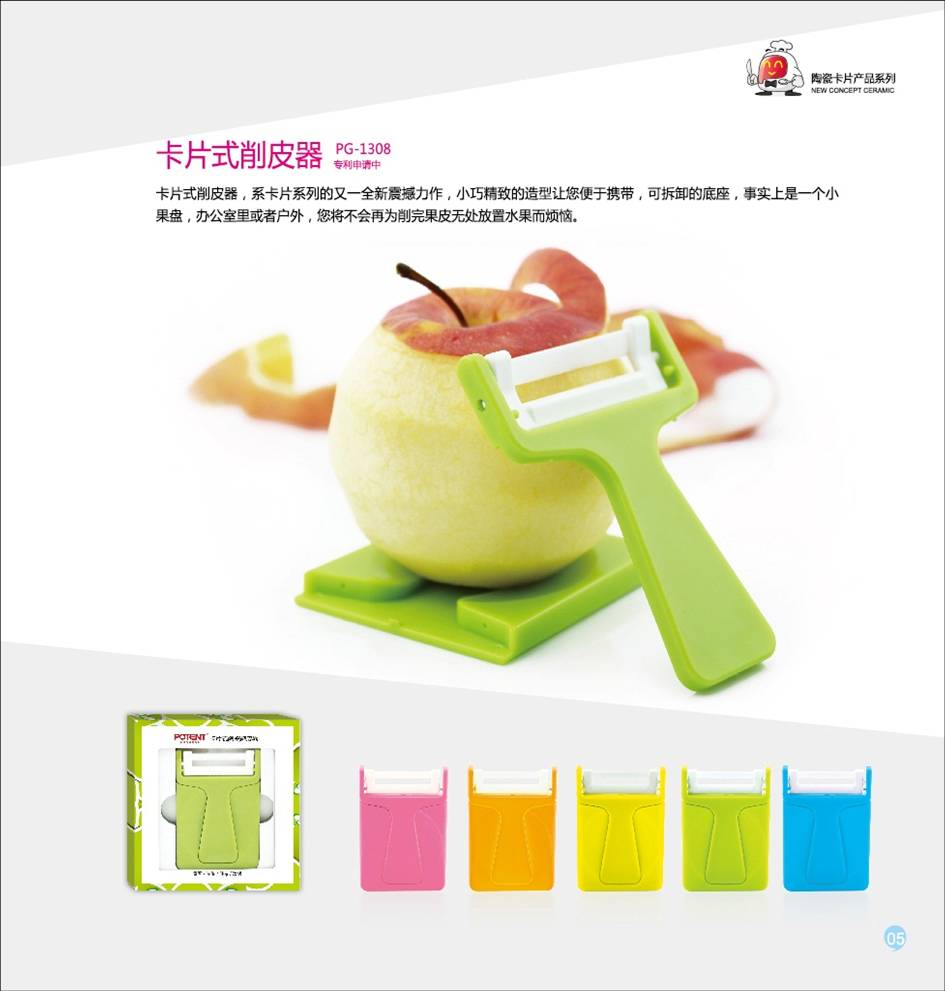 陶瓷卡片产品系列
NEW CONCEPT CERAMIC
卡片式削皮器 PG-1308
专利申请中
卡片式削皮器，系卡片系列的又一全新震撼力作，小巧精致的造型让您便于携带，可拆卸的底座，事实上是一个小
果盘，办公室里或者户外，您将不会再为削完果皮无处放置水果而烦恼。
POTENT
05